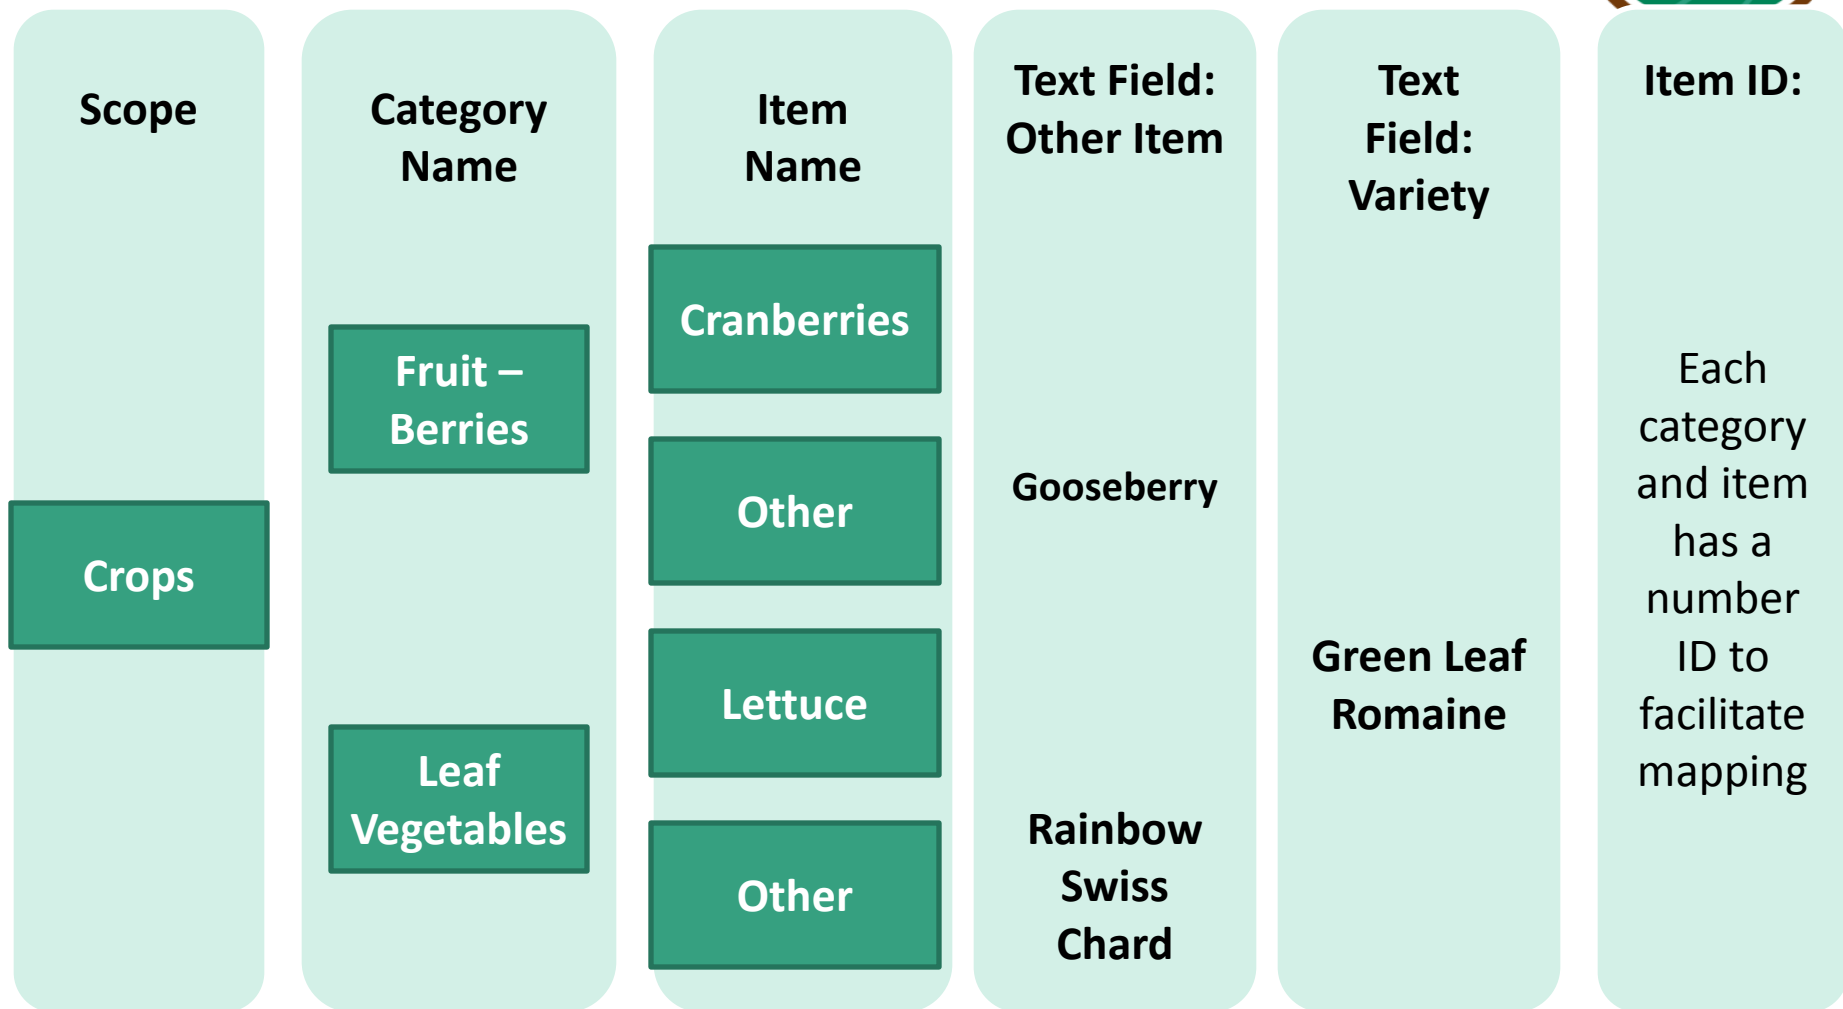 Scope
Category
Name
Item
Name
Text Field:
Other Item
Text
Field:
Variety
Item ID:
Crops
Fruit –
Berries
Leaf
Vegetables
Cranberries
Other
Lettuce
Other
Gooseberry
Rainbow
Swiss
Chard
Green Leaf
Romaine
Each
category
and item
has a
number
ID to
facilitate
mapping